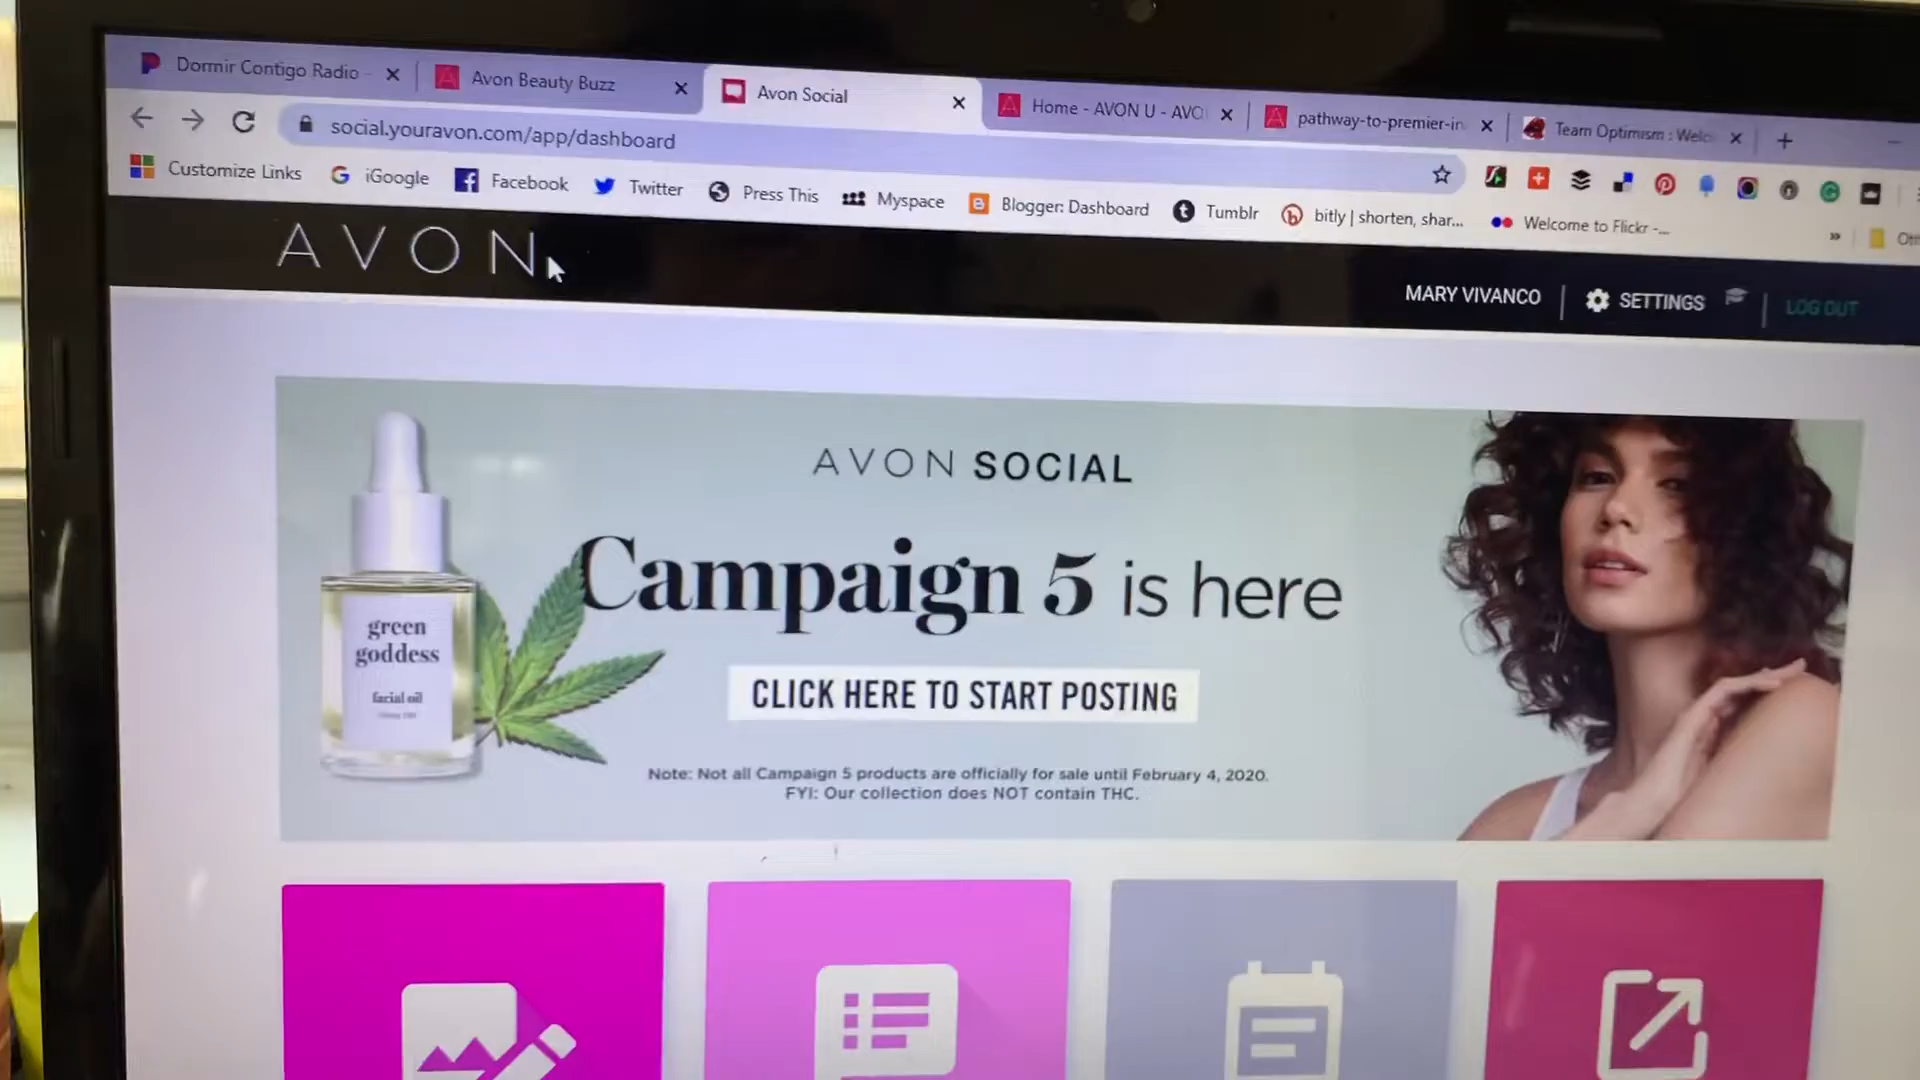 Dormir Contigo Radio -
Avon Beauty Buzz
Avon Social
Home - AVON U - AVO
pathway-to-premier-in
Team Optimism : Welc
social.youravon.com/app/dashboard
Customize Links
iGoogle
Facebook
Twitter
Press This
Myspace
Blogger: Dashboard
Tumblr
bitly | shorten, shar...
Welcome to Flickr -...
»
AVON
MARY VIVANCO
SETTINGS
LOG OUT
AVON SOCIAL
Campaign 5 is here
CLICK HERE TO START POSTING
Note: Not all Campaign 5 products are officially for sale until February 4, 2020.
FYI: Our collection does NOT contain THC.
green
goddess
facial oil